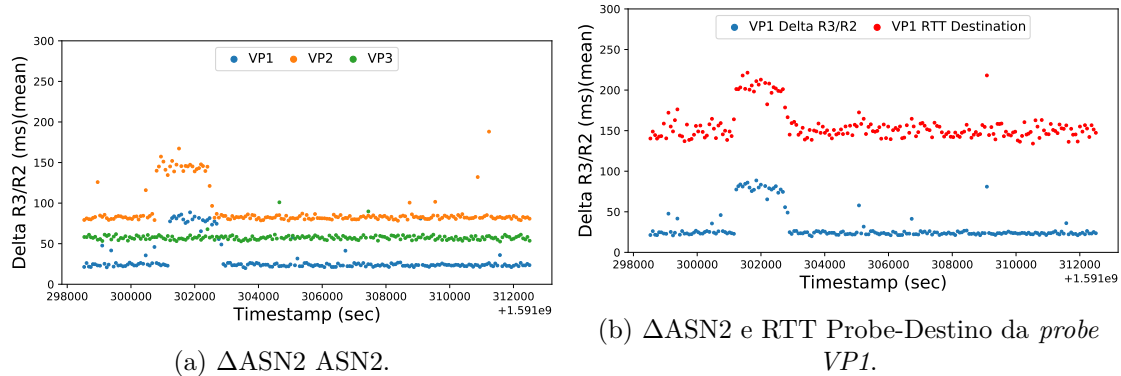 300
250
200
150
100
50
0
Delta R3/R2 (ms)(mean)
VP1 VP2 VP3
298000 300000 302000 304000 306000 308000 310000 312000
+1.591e9
Timestamp (sec)
(a) ΔASN2 ASN2.
300
250
200
150
100
50
0
Delta R3/R2 (ms)(mean)
VP1 Delta R3/R2 VP1 RTT Destination
298000 300000 302000 304000 306000 308000 310000 312000
+1.591e9
Timestamp (sec)
(b) ΔASN2 e RTT Probe-Destino da probe
VP1.